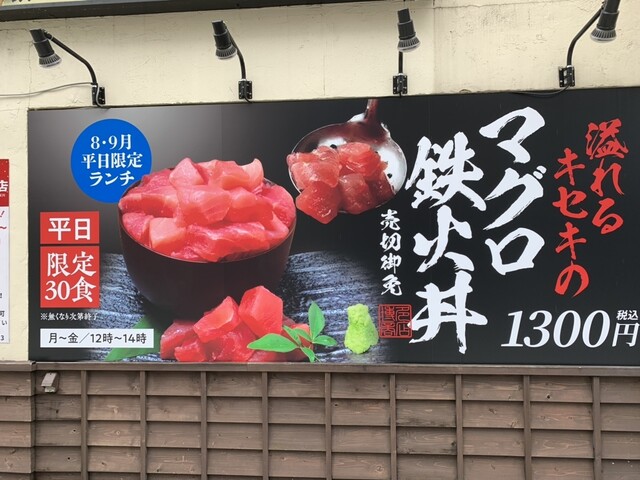 溢れる
キセキの
マグロ
鉄火丼
売切御免
1300円
税込
8・9月
平日限定
ランチ
平日
限定
30食
※無くなり次第終了
月～金／12時～14時